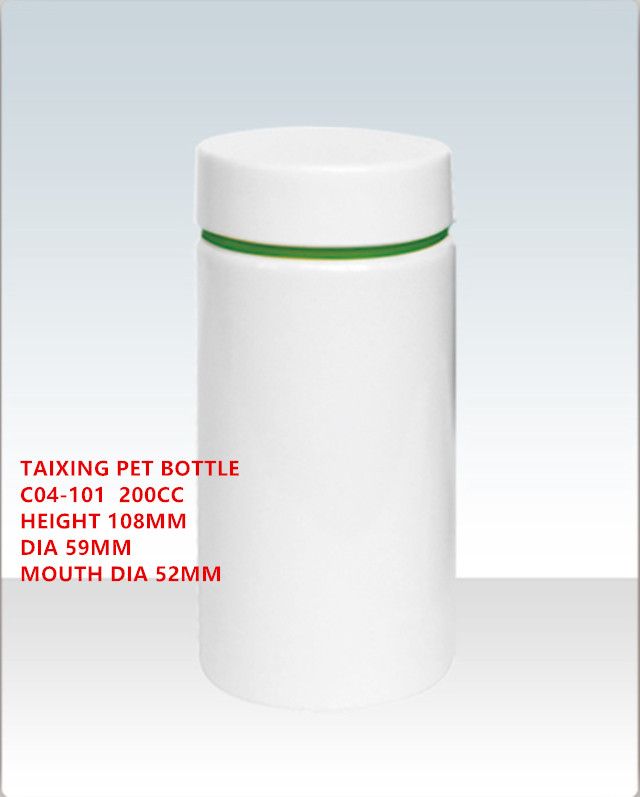 TAIXING PET BOTTLE
C04-101  200CC
HEIGHT 108MM
DIA 59MM
MOUTH DIA 52MM